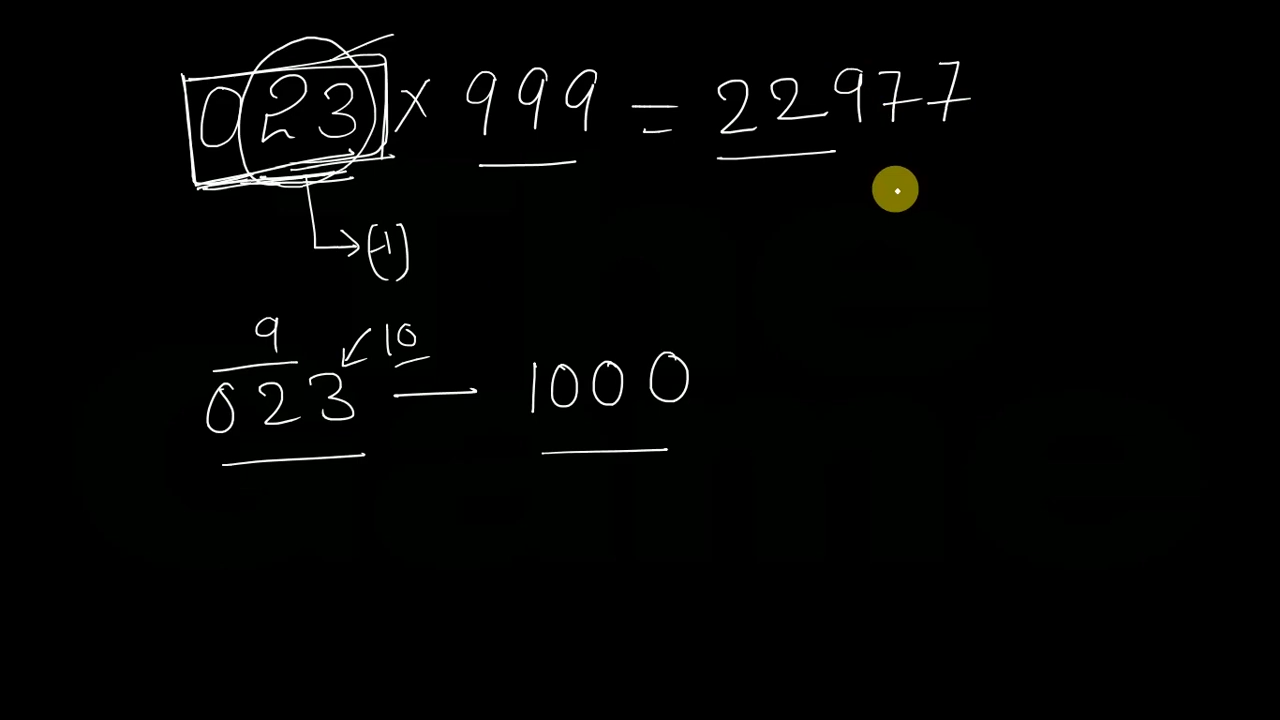 023 × 999 = 22977
(-1)
9 10
023 — 1000